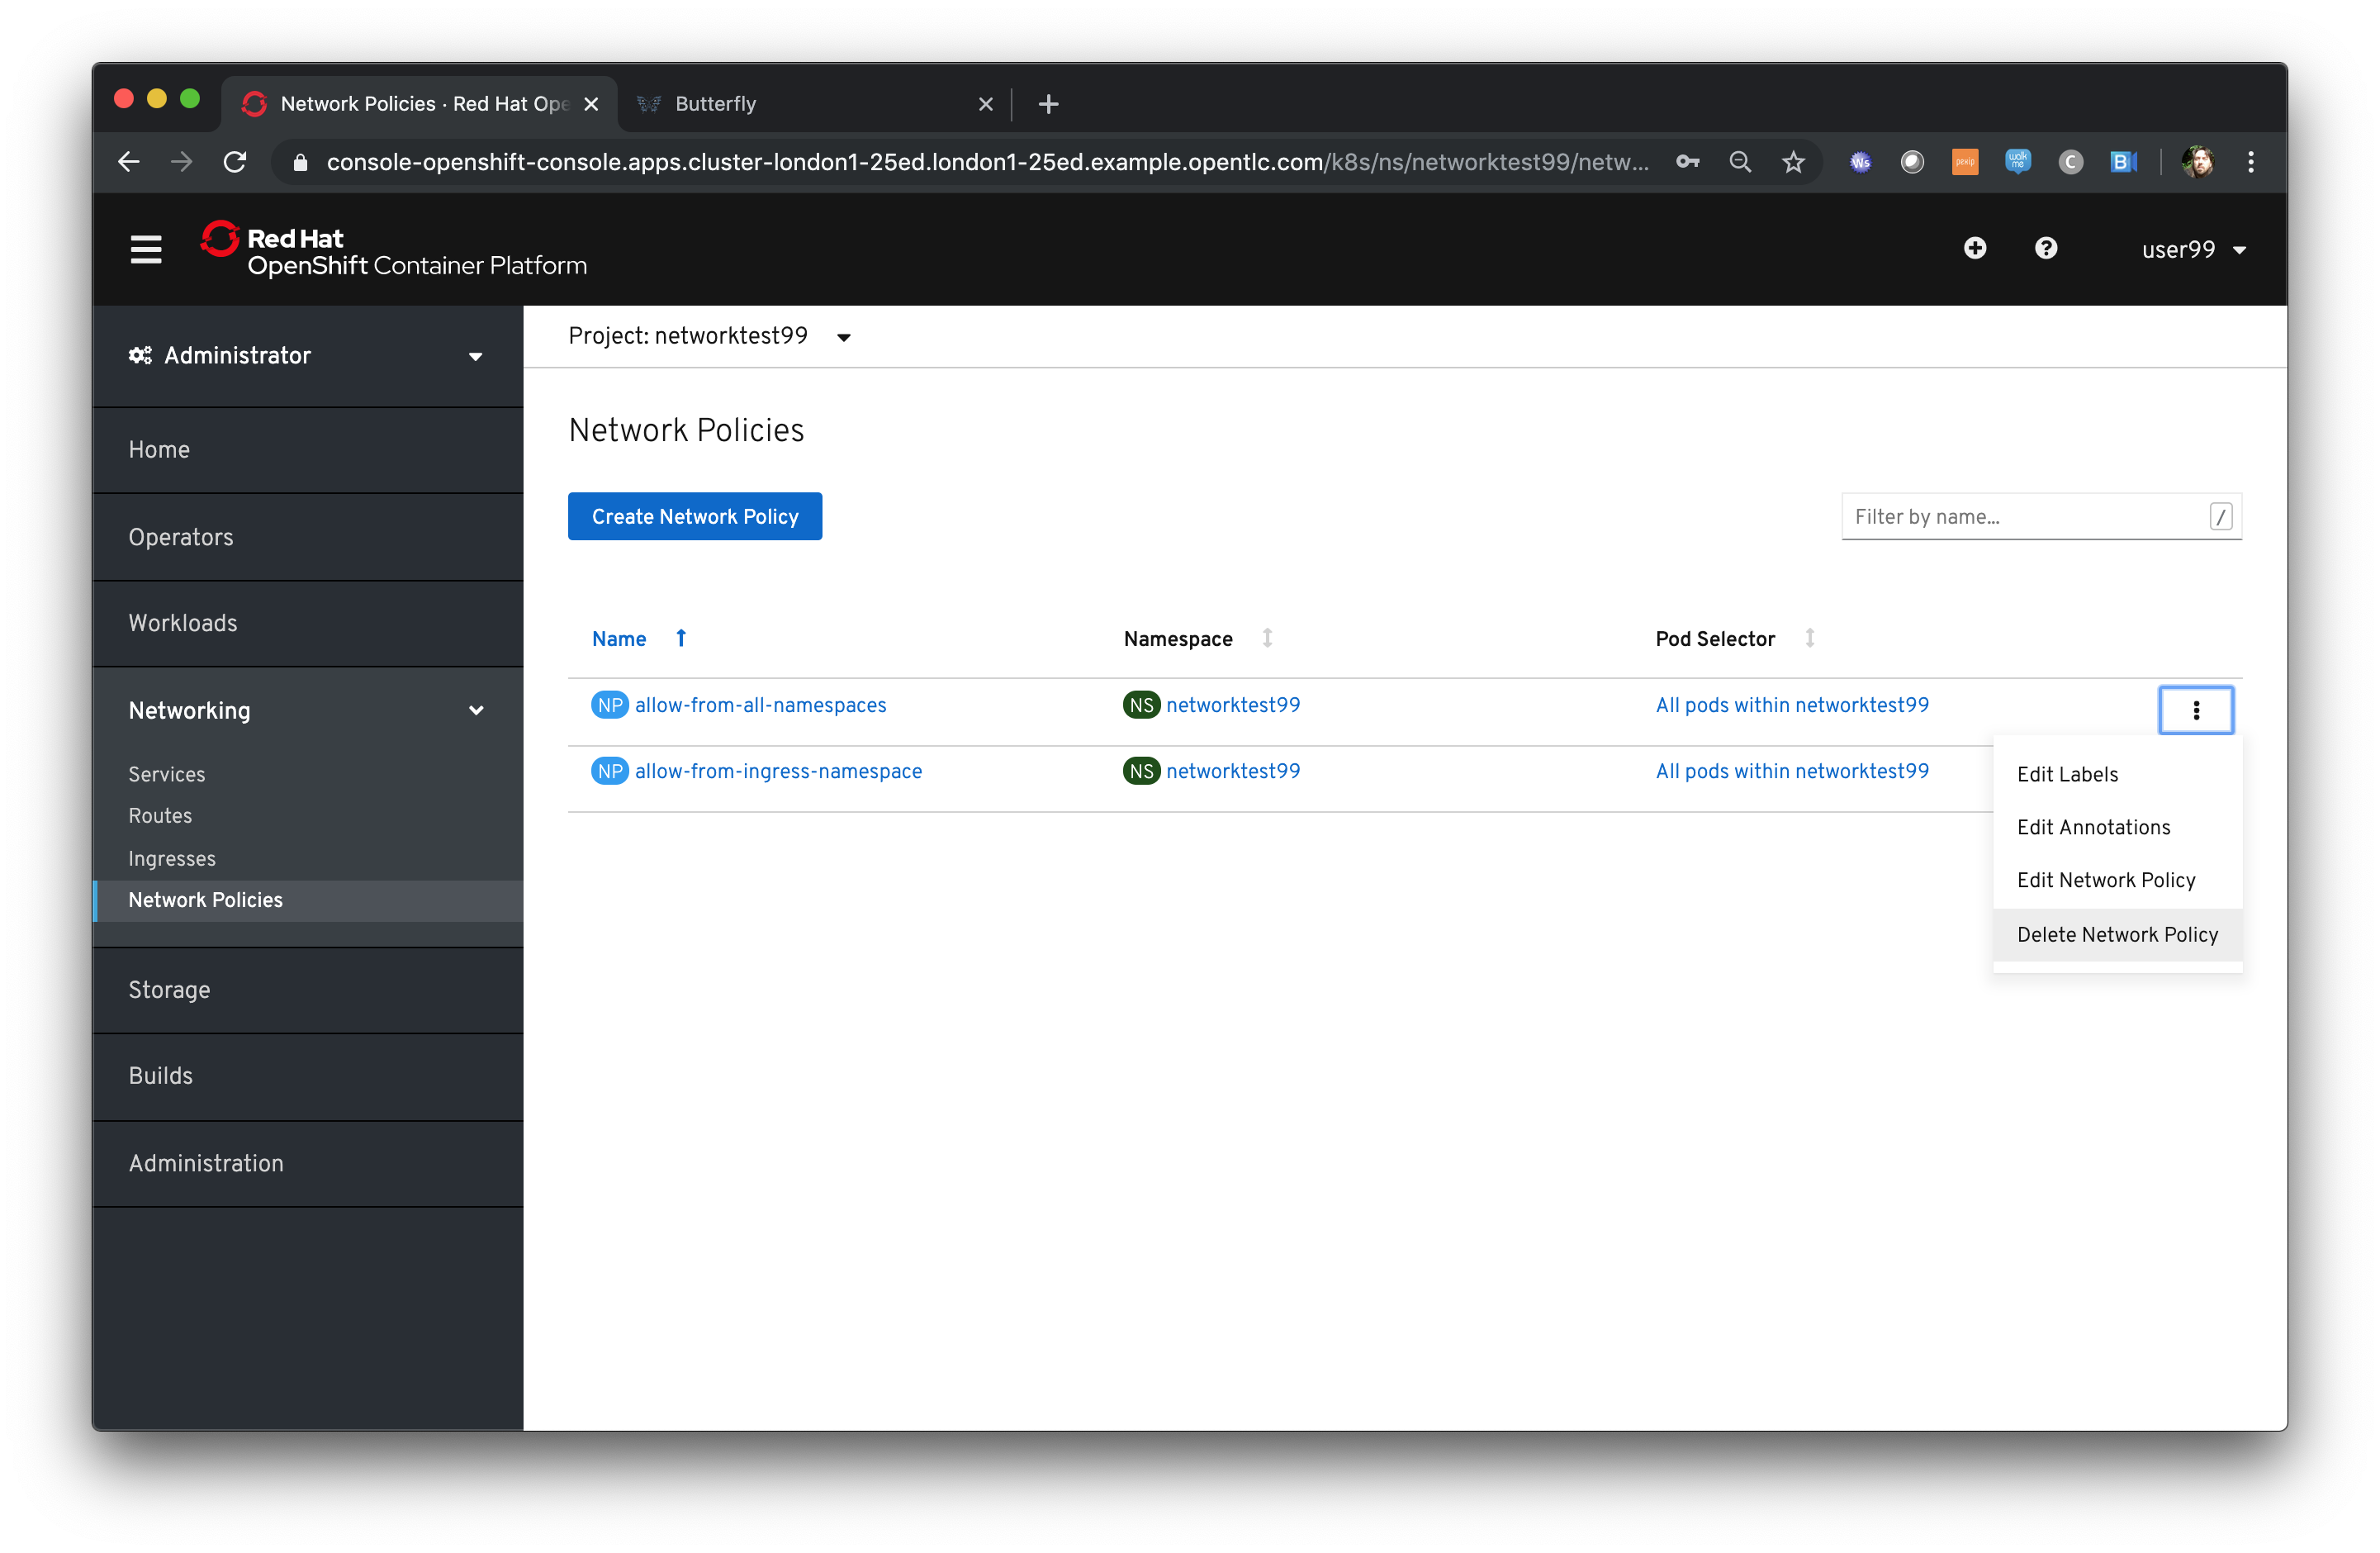 Network Policies · Red Hat Ope
Butterfly
console-openshift-console.apps.cluster-london1-25ed.london1-25ed.example.opentlc.com/k8s/ns/networktest99/netw...
Ws
pexip
walk me
C
B
Red Hat
OpenShift Container Platform
user99
Administrator
Project: networktest99
Home
Network Policies
Operators
Create Network Policy
Filter by name...
/
Workloads
Name
Namespace
Pod Selector
Networking
NP allow-from-all-namespaces
NS networktest99
All pods within networktest99
NP allow-from-ingress-namespace
NS networktest99
All pods within networktest99
Services
Routes
Ingresses
Network Policies
Edit Labels
Edit Annotations
Edit Network Policy
Delete Network Policy
Storage
Builds
Administration